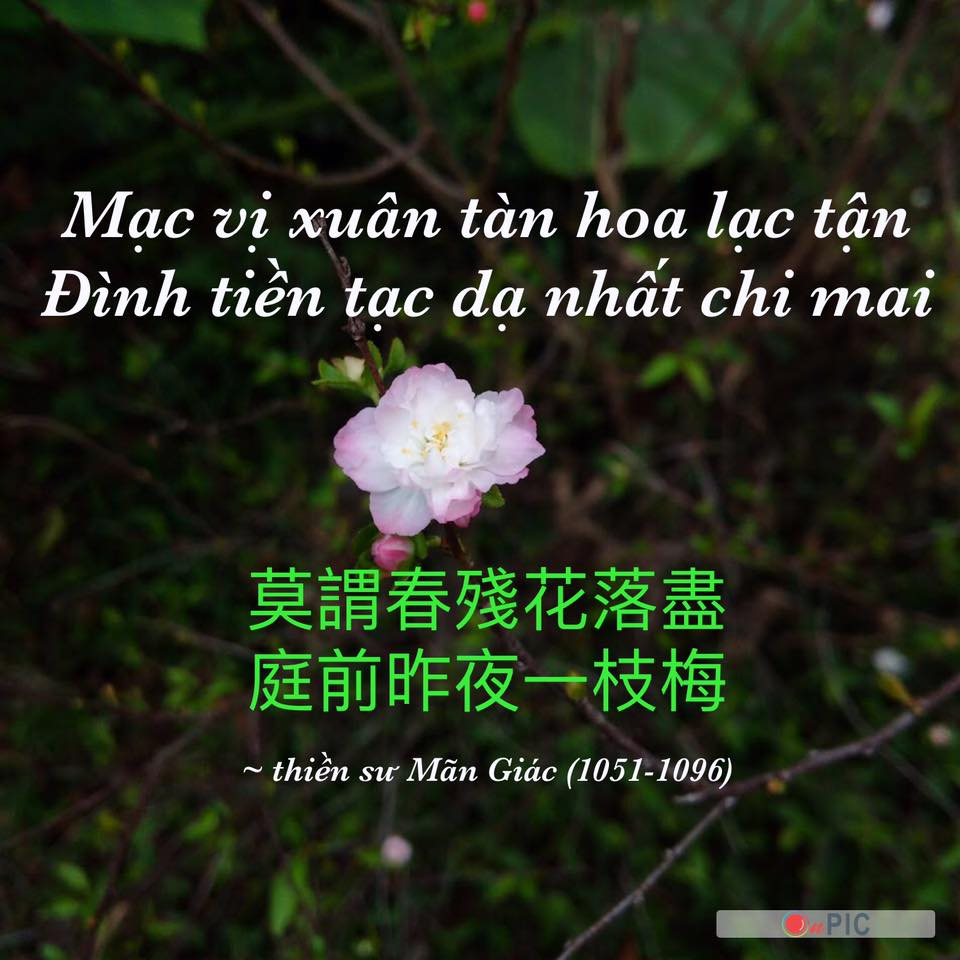 Mạc vị xuân tàn hoa lạc tận
Đình tiền tạc dạ nhất chi mai
莫謂春殘花落盡
庭前昨夜一枝梅
~ thiền sư Mãn Giác (1051-1096)
OnPIC